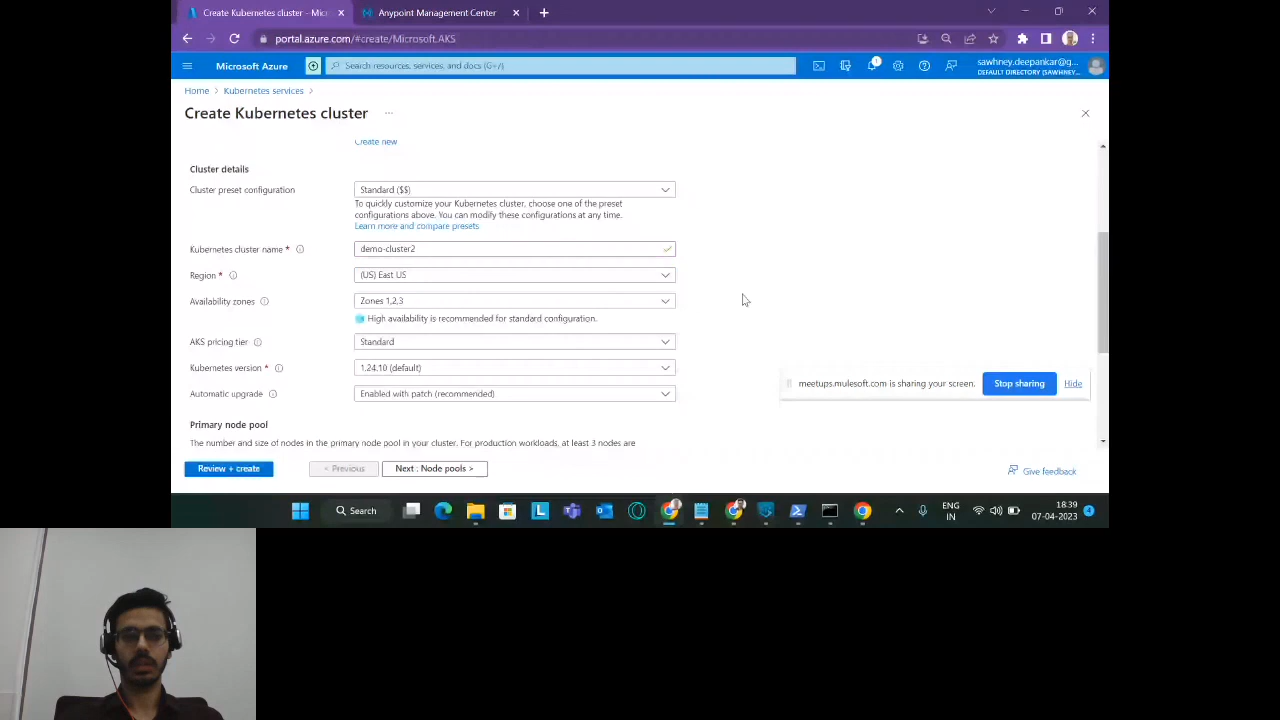 Create Kubernetes cluster - Micr
Anypoint Management Center
portal.azure.com/#create/Microsoft.AKS
Microsoft Azure
Search resources, services, and docs (G+/)
1
sawhney.deepankar@g...
DEFAULT DIRECTORY (SAWHNEY...
Home > Kubernetes services >
Create Kubernetes cluster ...
Create new
Cluster details
Cluster preset configuration
Standard ($$)
To quickly customize your Kubernetes cluster, choose one of the preset
configurations above. You can modify these configurations at any time.
Learn more and compare presets
Kubernetes cluster name *
demo-cluster2
Region *
(US) East US
Availability zones
Zones 1,2,3
High availability is recommended for standard configuration.
AKS pricing tier
Standard
Kubernetes version *
1.24.10 (default)
Automatic upgrade
Enabled with patch (recommended)
meetups.mulesoft.com is sharing your screen.
Stop sharing
Hide
Primary node pool
The number and size of nodes in the primary node pool in your cluster. For production workloads, at least 3 nodes are
Review + create
< Previous
Next : Node pools >
Give feedback
Search
ENG
IN
18:39
07-04-2023
4